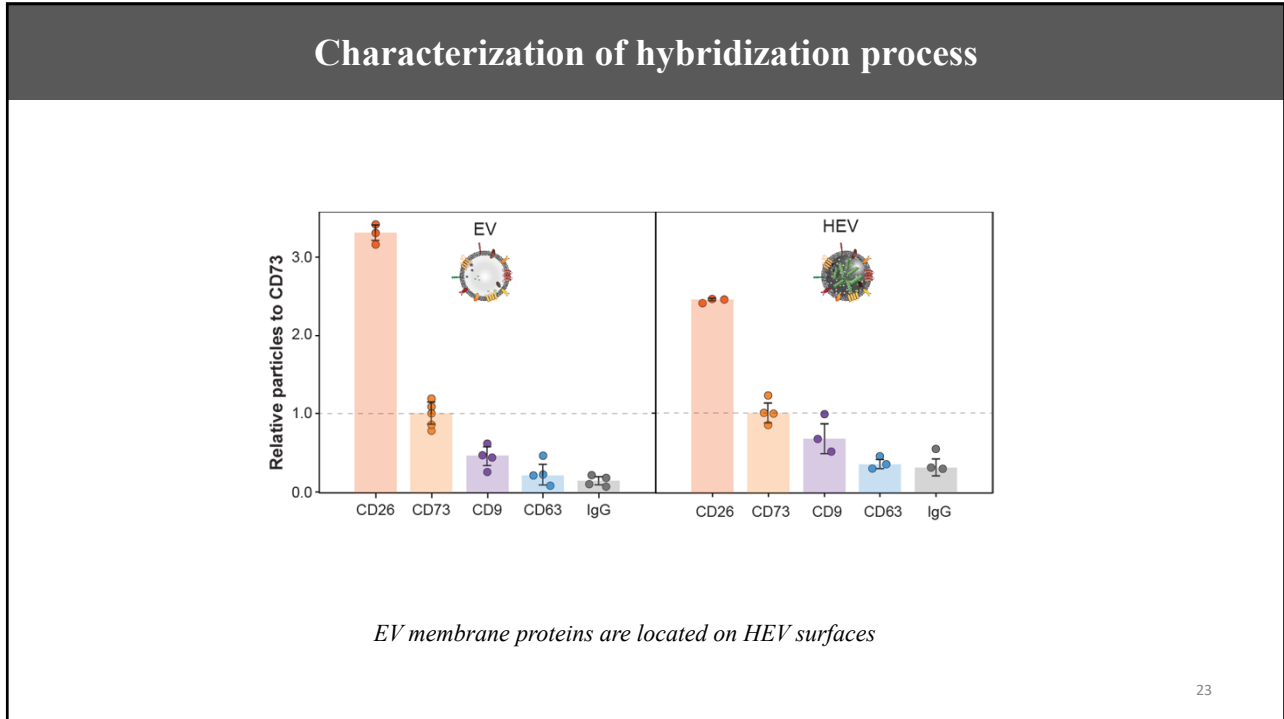 Characterization of hybridization process
Relative particles to CD73
3.0
2.0
1.0
0.0
EV
HEV
CD26 CD73 CD9 CD63 IgG
CD26 CD73 CD9 CD63 IgG
EV membrane proteins are located on HEV surfaces
23